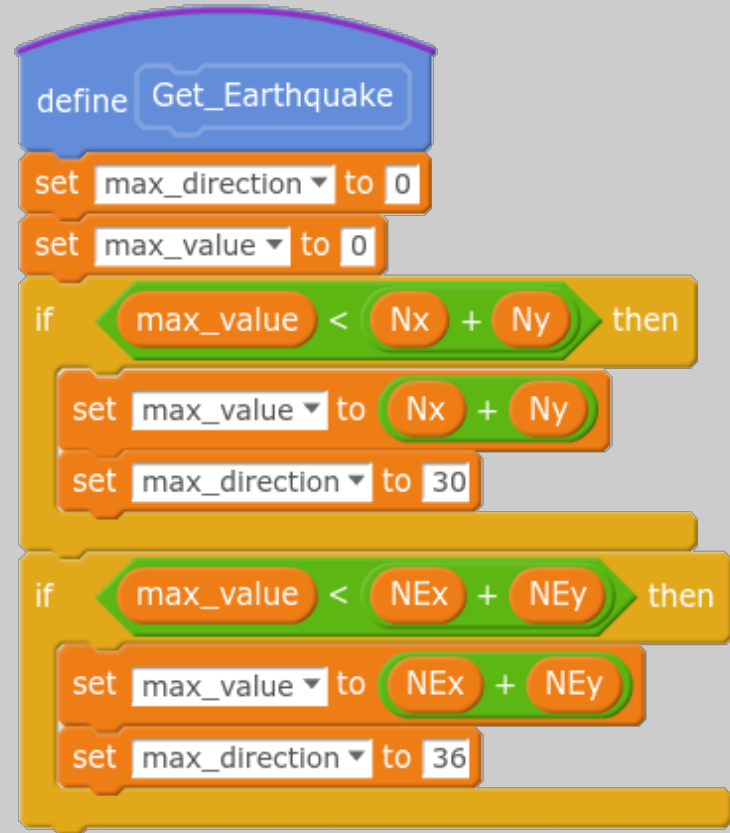 define Get_Earthquake
set max_direction to 0
set max_value to 0
if max_value < Nx + Ny then
set max_value to Nx + Ny
set max_direction to 30
if max_value < NEx + NEy then
set max_value to NEx + NEy
set max_direction to 36